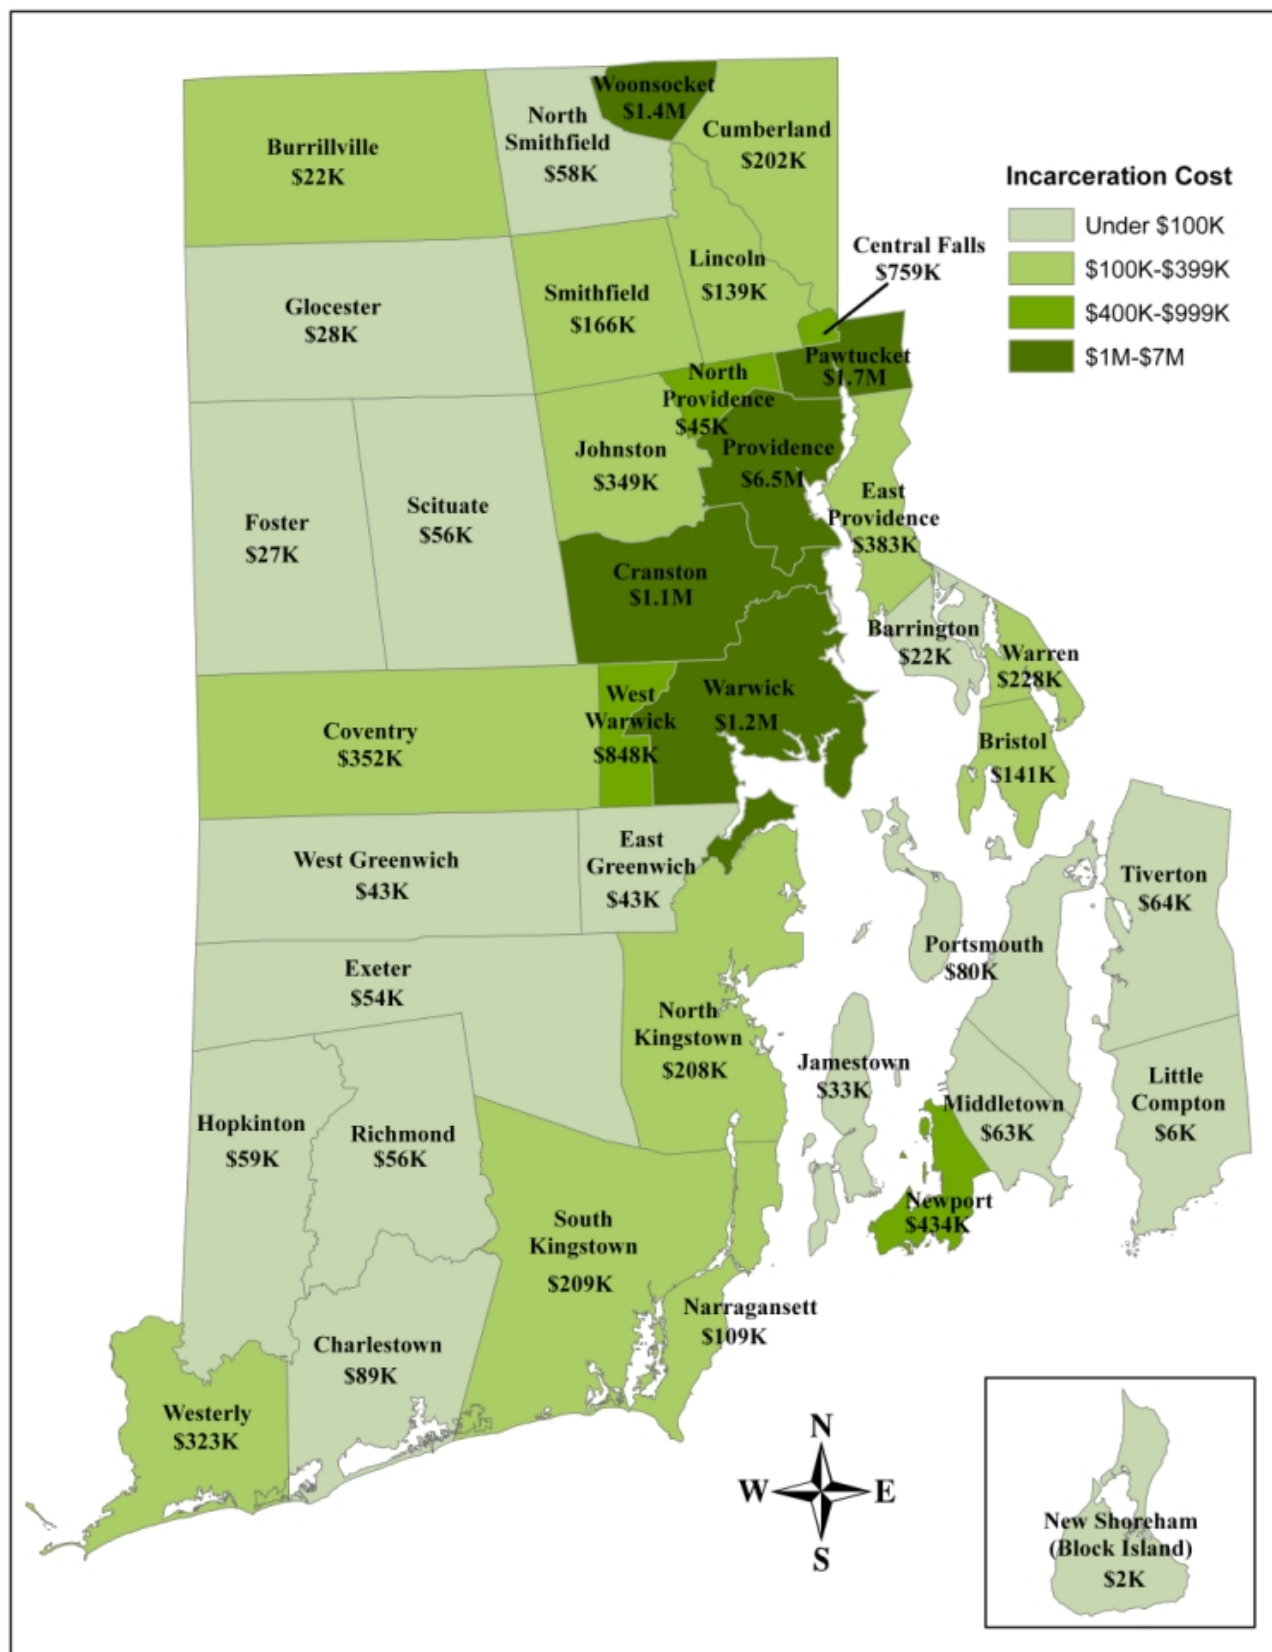 Woonsocket
$1.4M
North
Smithfield
$58K
Burrillville
$22K
Cumberland
$202K
Incarceration Cost
Under $100K
$100K-$399K
$400K-$999K
$1M-$7M
Central Falls
$759K
Lincoln
$139K
Smithfield
$166K
Glocester
$28K
Pawtucket
$1.7M
North
Providence
$45K
Johnston
$349K
Providence
$6.5M
East
Providence
$383K
Scituate
$56K
Foster
$27K
Cranston
$1.1M
Barrington
$22K
Warren
$228K
West
Warwick
$848K
Warwick
$1.2M
Coventry
$352K
Bristol
$141K
West Greenwich
$43K
East
Greenwich
$43K
Tiverton
$64K
Portsmouth
$80K
Exeter
$54K
North
Kingstown
$208K
Jamestown
$33K
Middletown
$63K
Little
Compton
$6K
Hopkinton
$59K
Richmond
$56K
Newport
$434K
South
Kingstown
$209K
Narragansett
$109K
Charlestown
$89K
Westerly
$323K
N
W
E
S
New Shoreham
(Block Island)
$2K